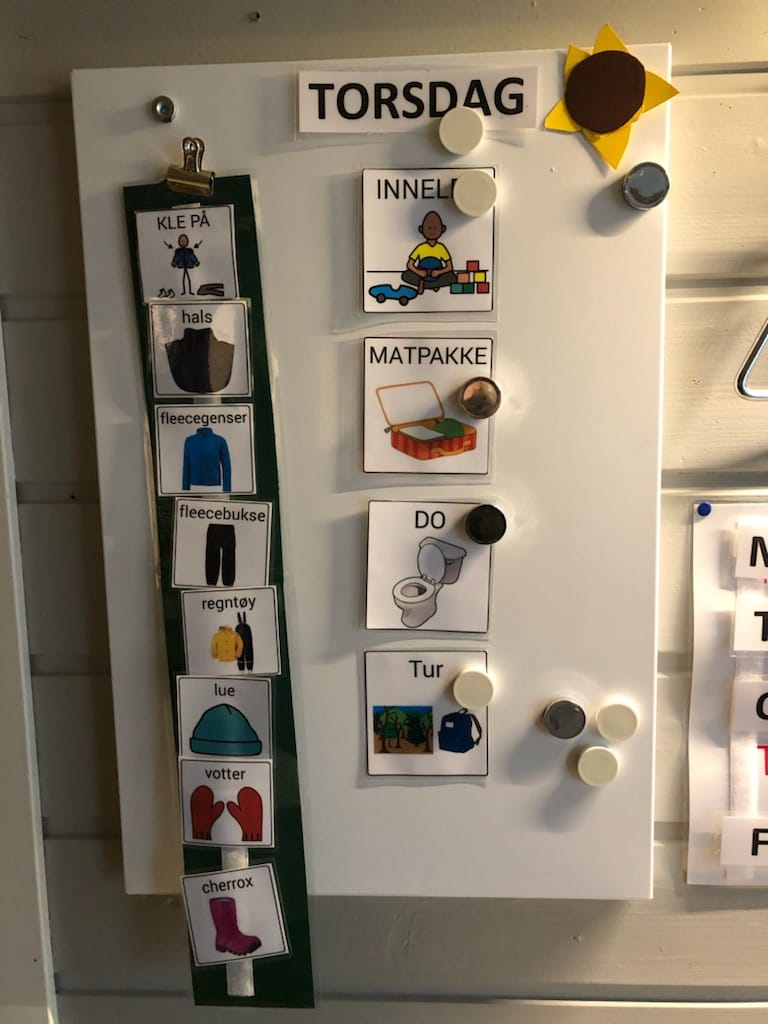 TORSDAG
KLE PÅ
hals
fleecegenser
fleecebukse
regntøy
lue
votter
cherrox
MATPAKKE
DO
Tur
M
T
T
F